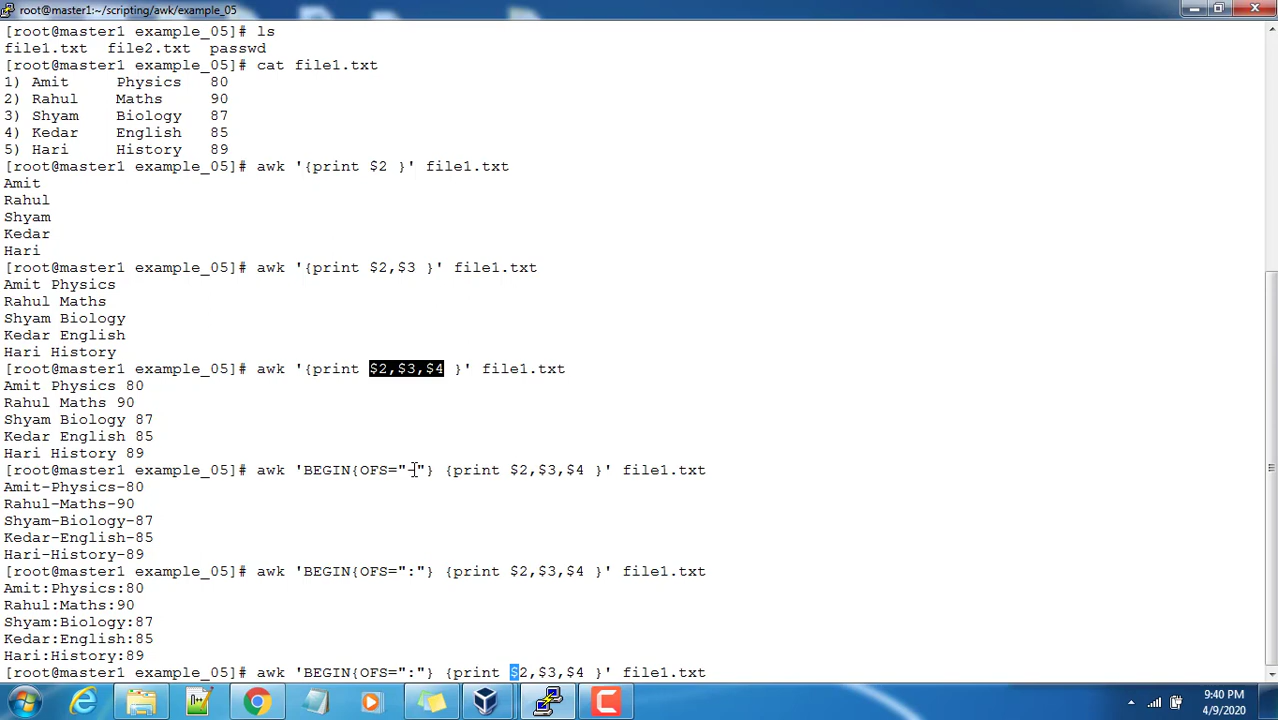 root@master1:~/scripting/awk/example_05
[root@master1 example_05]# ls
file1.txt  file2.txt  passwd
[root@master1 example_05]# cat file1.txt
1) Amit     Physics   80
2) Rahul    Maths     90
3) Shyam    Biology   87
4) Kedar    English   85
5) Hari     History   89
[root@master1 example_05]# awk '{print $2 }' file1.txt
Amit
Rahul
Shyam
Kedar
Hari
[root@master1 example_05]# awk '{print $2,$3 }' file1.txt
Amit Physics
Rahul Maths
Shyam Biology
Kedar English
Hari History
[root@master1 example_05]# awk '{print $2,$3,$4 }' file1.txt
Amit Physics 80
Rahul Maths 90
Shyam Biology 87
Kedar English 85
Hari History 89
[root@master1 example_05]# awk 'BEGIN{OFS="-"} {print $2,$3,$4 }' file1.txt
Amit-Physics-80
Rahul-Maths-90
Shyam-Biology-87
Kedar-English-85
Hari-History-89
[root@master1 example_05]# awk 'BEGIN{OFS=":"} {print $2,$3,$4 }' file1.txt
Amit:Physics:80
Rahul:Maths:90
Shyam:Biology:87
Kedar:English:85
Hari:History:89
[root@master1 example_05]# awk 'BEGIN{OFS=":"} {print $2,$3,$4 }' file1.txt
9:40 PM
4/9/2020